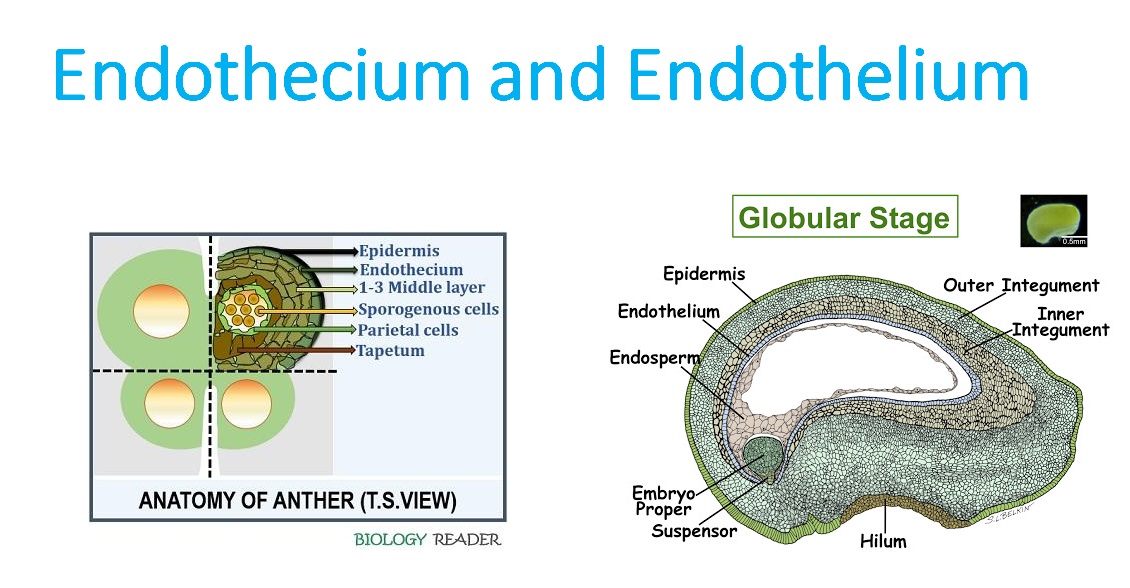 Endothecium and Endothelium
Epidermis
Endothecium
1-3 Middle layer
Sporogenous cells
Parietal cells
Tapetum
ANATOMY OF ANTHER (T.S.VIEW)
BIOLOGY READER
Globular Stage
0.5mm
Epidermis
Endothelium
Endosperm
Outer Integument
Inner
Integument
Embryo
Proper
Suspensor
Hilum
S.L.BELKIN